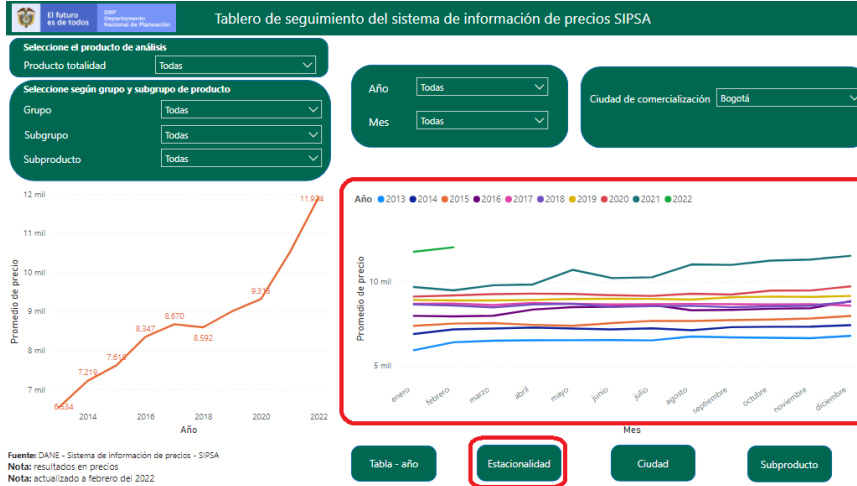 El futuro
es de todos
DNP
Departamento
Nacional de Planeación
Tablero de seguimiento del sistema de información de precios SIPSA
Seleccione el producto de análisis
Producto totalidad Todas
Seleccione según grupo y subgrupo de producto
Grupo Todas
Subgrupo Todas
Subproducto Todas
Año Todas
Mes Todas
Ciudad de comercialización Bogotá
12 mil
11 mil
10 mil
9 mil
8 mil
7 mil
Promedio de precio
6.534
7.219
7.613
8.347
8.670
8.592
9.313
2014 2016 2018 2020 2022
Año
Año 2013 2014 2015 2016 2017 2018 2019 2020 2021 2022
10 mil
5 mil
Promedio de precio
enero febrero marzo abril mayo junio julio agosto septiembre octubre noviembre diciembre
Mes
Fuente: DANE - Sistema de información de precios - SIPSA
Nota: resultados en precios
Nota: actualizado a febrero del 2022
Tabla - año
Estacionalidad
Ciudad
Subproducto